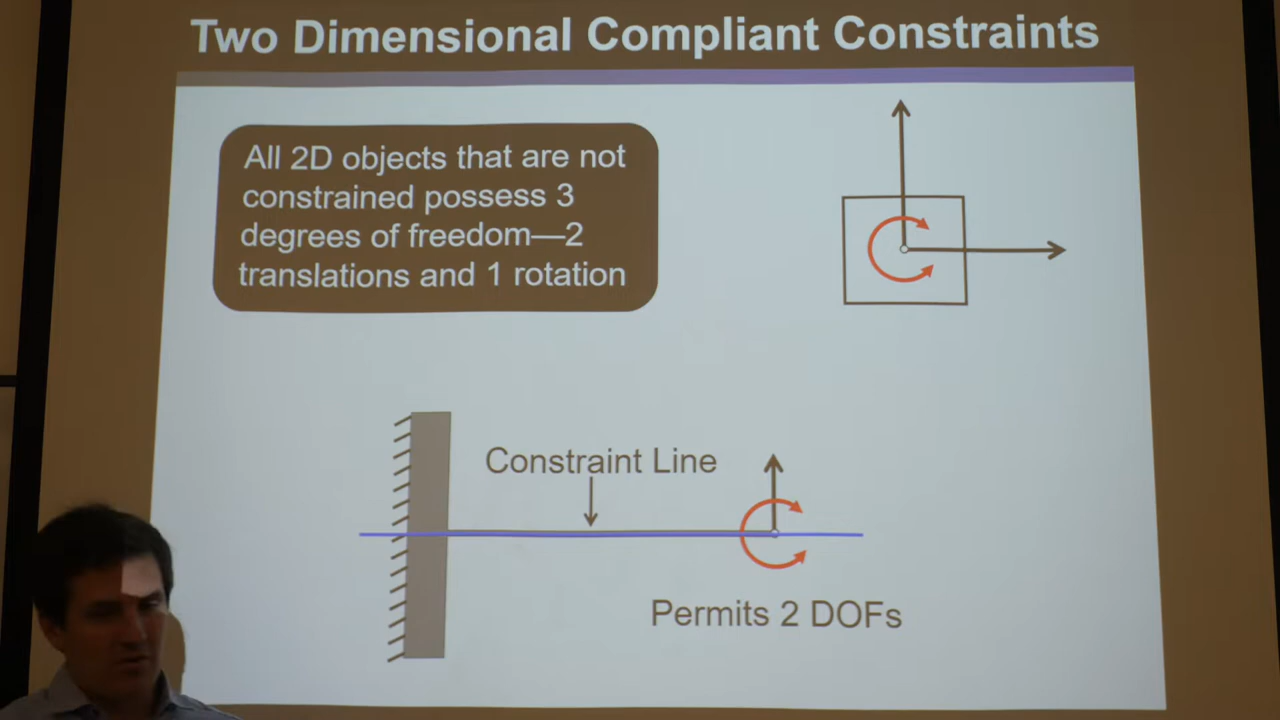 Two Dimensional Compliant Constraints
All 2D objects that are not
constrained possess 3
degrees of freedom—2
translations and 1 rotation
Constraint Line
Permits 2 DOFs